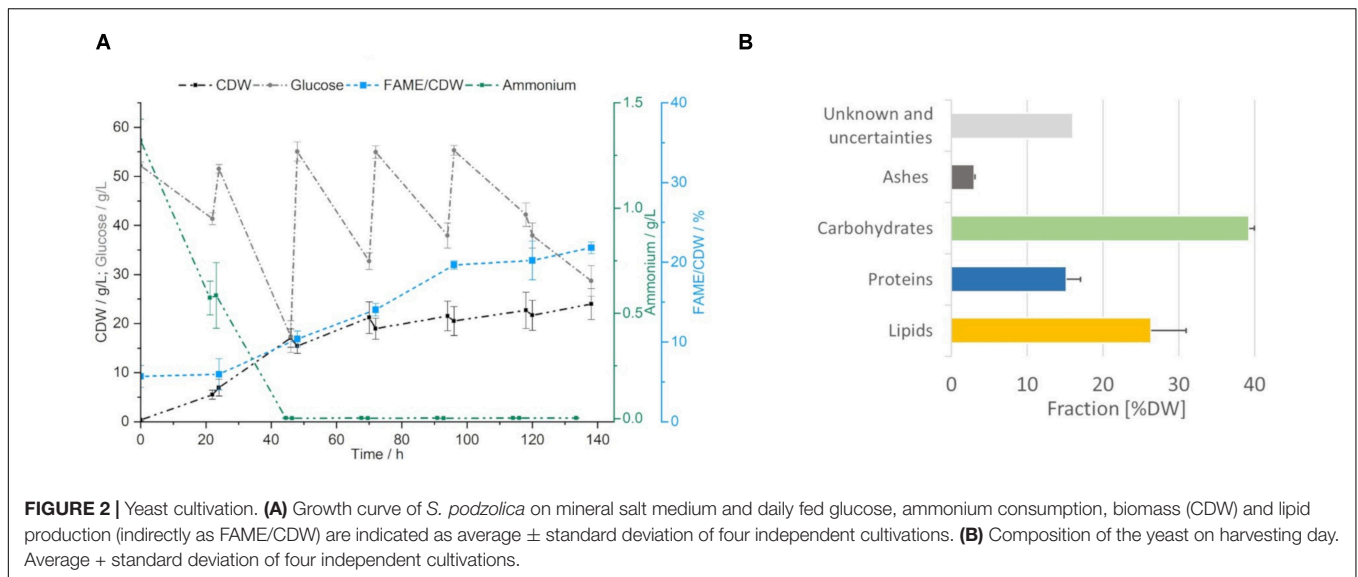 A
B
CDW Glucose FAME/CDW Ammonium
CDW / g/L; Glucose / g/L
60
50
40
30
20
10
0
0 20 40 60 80 100 120 140
Time / h
1.5
1.0
0.5
0.0
Ammonium / g/L
40
30
20
10
0
FAME/CDW / %
Unknown and
uncertainties
Ashes
Carbohydrates
Proteins
Lipids
0 10 20 30 40
Fraction [%DW]
FIGURE 2 | Yeast cultivation. (A) Growth curve of S. podzolica on mineral salt medium and daily fed glucose, ammonium consumption, biomass (CDW) and lipid
production (indirectly as FAME/CDW) are indicated as average ± standard deviation of four independent cultivations. (B) Composition of the yeast on harvesting day.
Average + standard deviation of four independent cultivations.